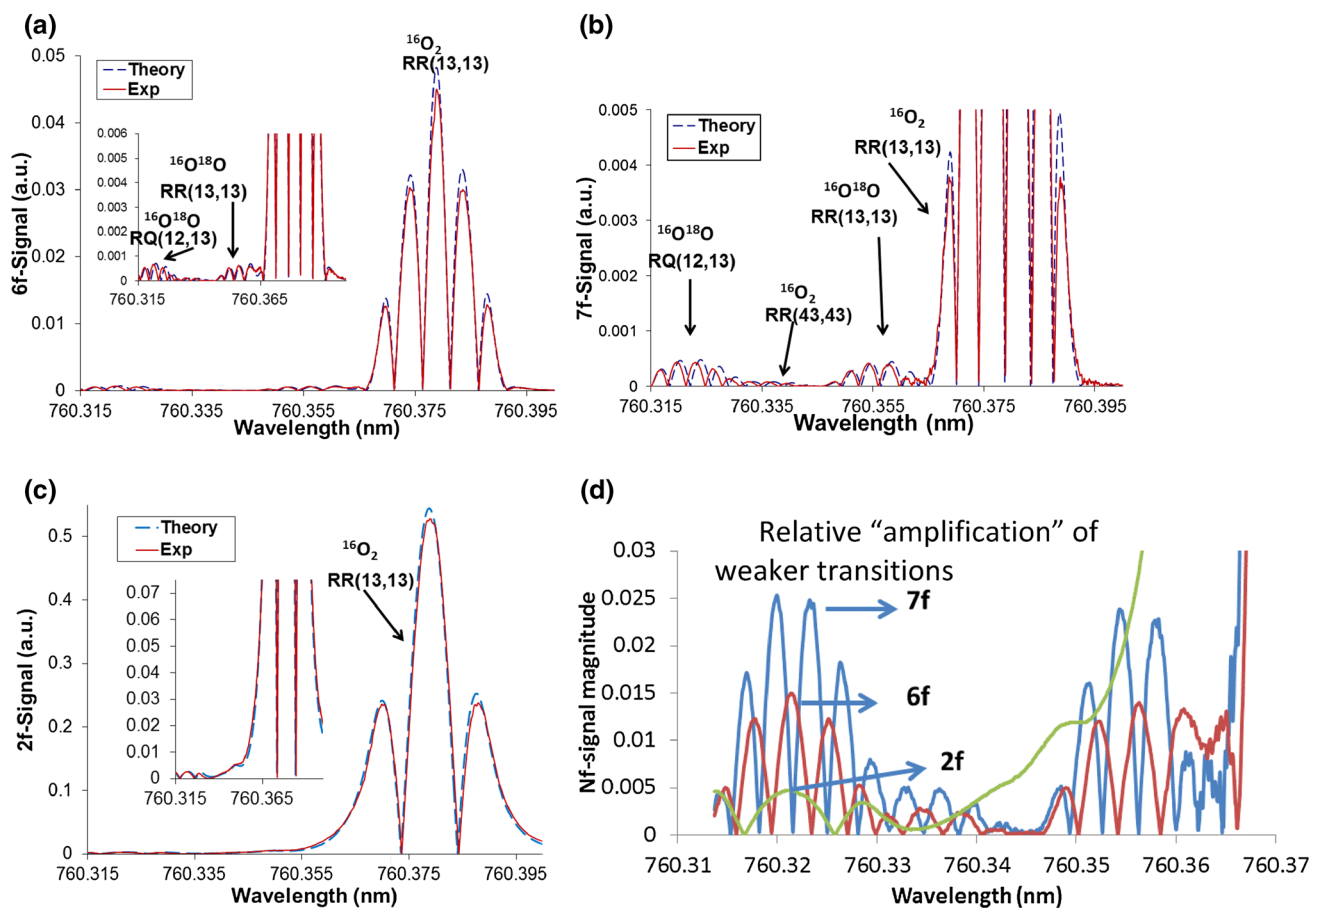 (a)
0.05
0.04
0.03
0.02
0.01
0
6f-Signal (a.u.)
Theory
Exp
¹⁶O₂
RR(13,13)
0.006
0.005
0.004
0.003
0.002
0.001
0
¹⁶O¹⁸O
RR(13,13)
¹⁶O¹⁸O
RQ(12,13)
760.315 760.365
760.315 760.335 760.355 760.375 760.395
Wavelength (nm)
(b)
0.005
0.004
0.003
0.002
0.001
0
7f-Signal (a.u.)
Theory
Exp
¹⁶O₂
RR(13,13)
¹⁶O¹⁸O
RR(13,13)
¹⁶O¹⁸O
RQ(12,13)
¹⁶O₂
RR(43,43)
760.315 760.335 760.355 760.375 760.395
Wavelength (nm)
(c)
0.5
0.4
0.3
0.2
0.1
0
2f-Signal (a.u.)
Theory
Exp
¹⁶O₂
RR(13,13)
0.07
0.06
0.05
0.04
0.03
0.02
0.01
0
760.315 760.365
760.315 760.335 760.355 760.375 760.395
Wavelength (nm)
(d)
Relative “amplification” of
weaker transitions
0.03
0.025
0.02
0.015
0.01
0.005
0
Nf-signal magnitude
7f
6f
2f
760.31 760.32 760.33 760.34 760.35 760.36 760.37
Wavelength (nm)